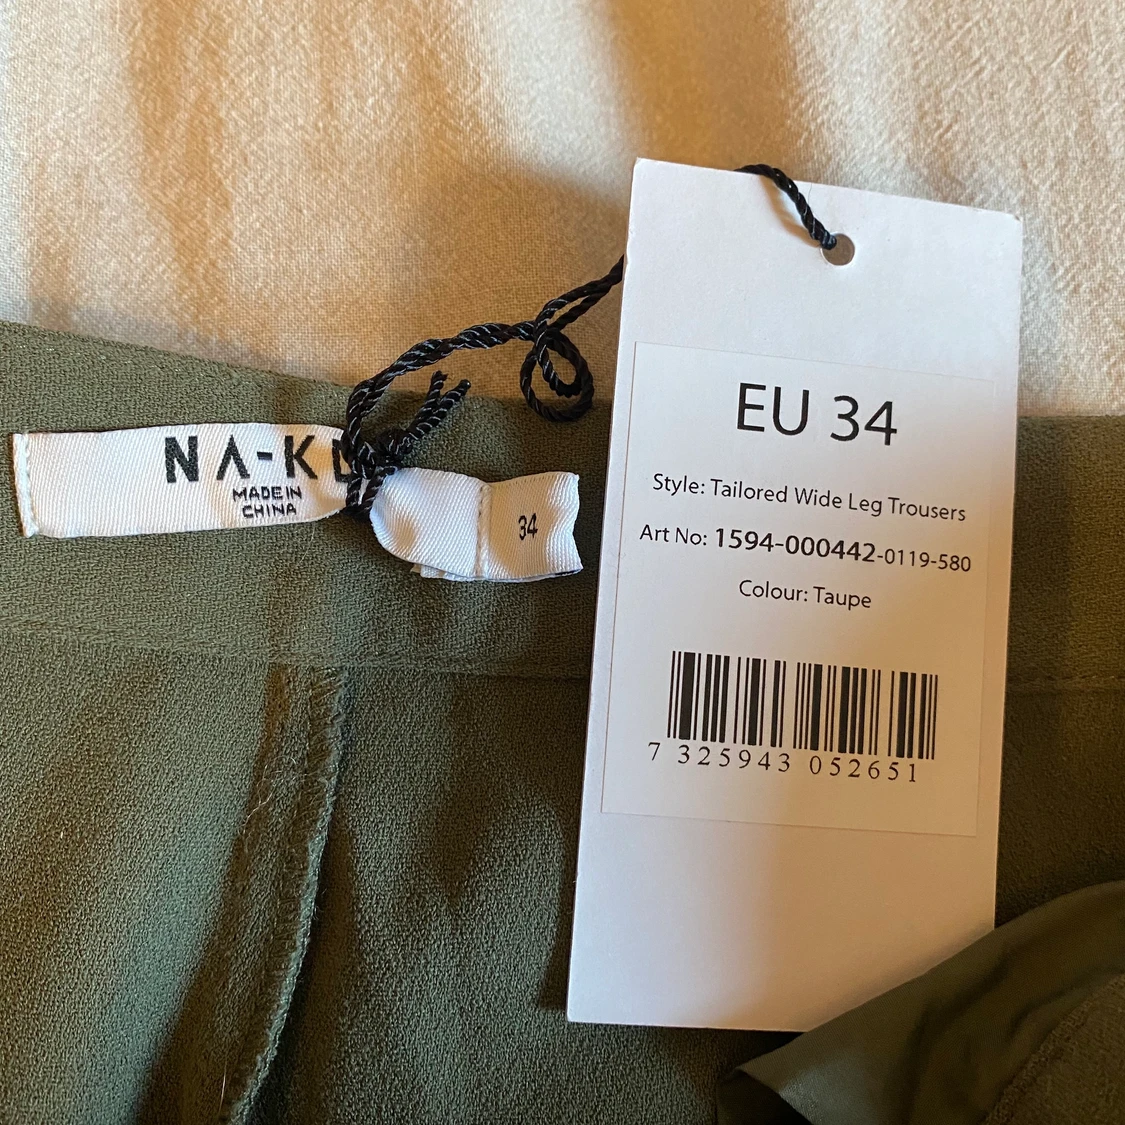 NA-KD
MADE IN
CHINA
34
EU 34
Style: Tailored Wide Leg Trousers
Art No: 1594-000442-0119-580
Colour: Taupe
7 325943 052651